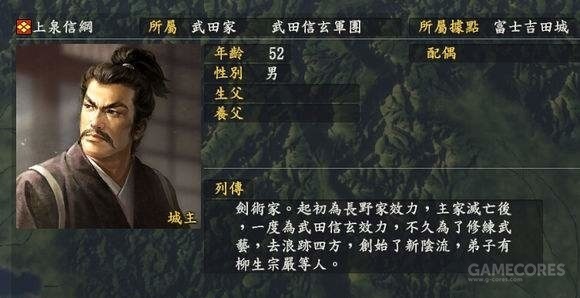 上泉信綱 所屬 武田家 武田信玄軍團 所屬據點 富士吉田城
年齡 52 配偶
性別 男
生父
養父
城主
列傳
劍術家。起初為長野家效力，主家滅亡後
，一度為武田信玄效力，不久為了修練武
藝，去浪跡四方，創始了新陰流，弟子有
柳生宗嚴等人。
GAMECORES
www.g-cores.com